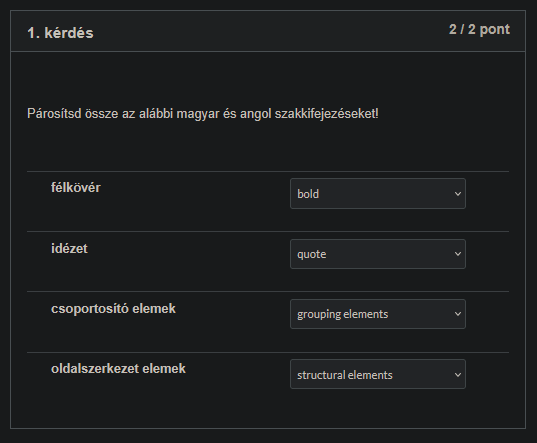 1. kérdés
2 / 2 pont
Párosítsd össze az alábbi magyar és angol szakkifejezéseket!
félkövér
bold
idézet
quote
csoportosító elemek
grouping elements
oldalszerkezet elemek
structural elements